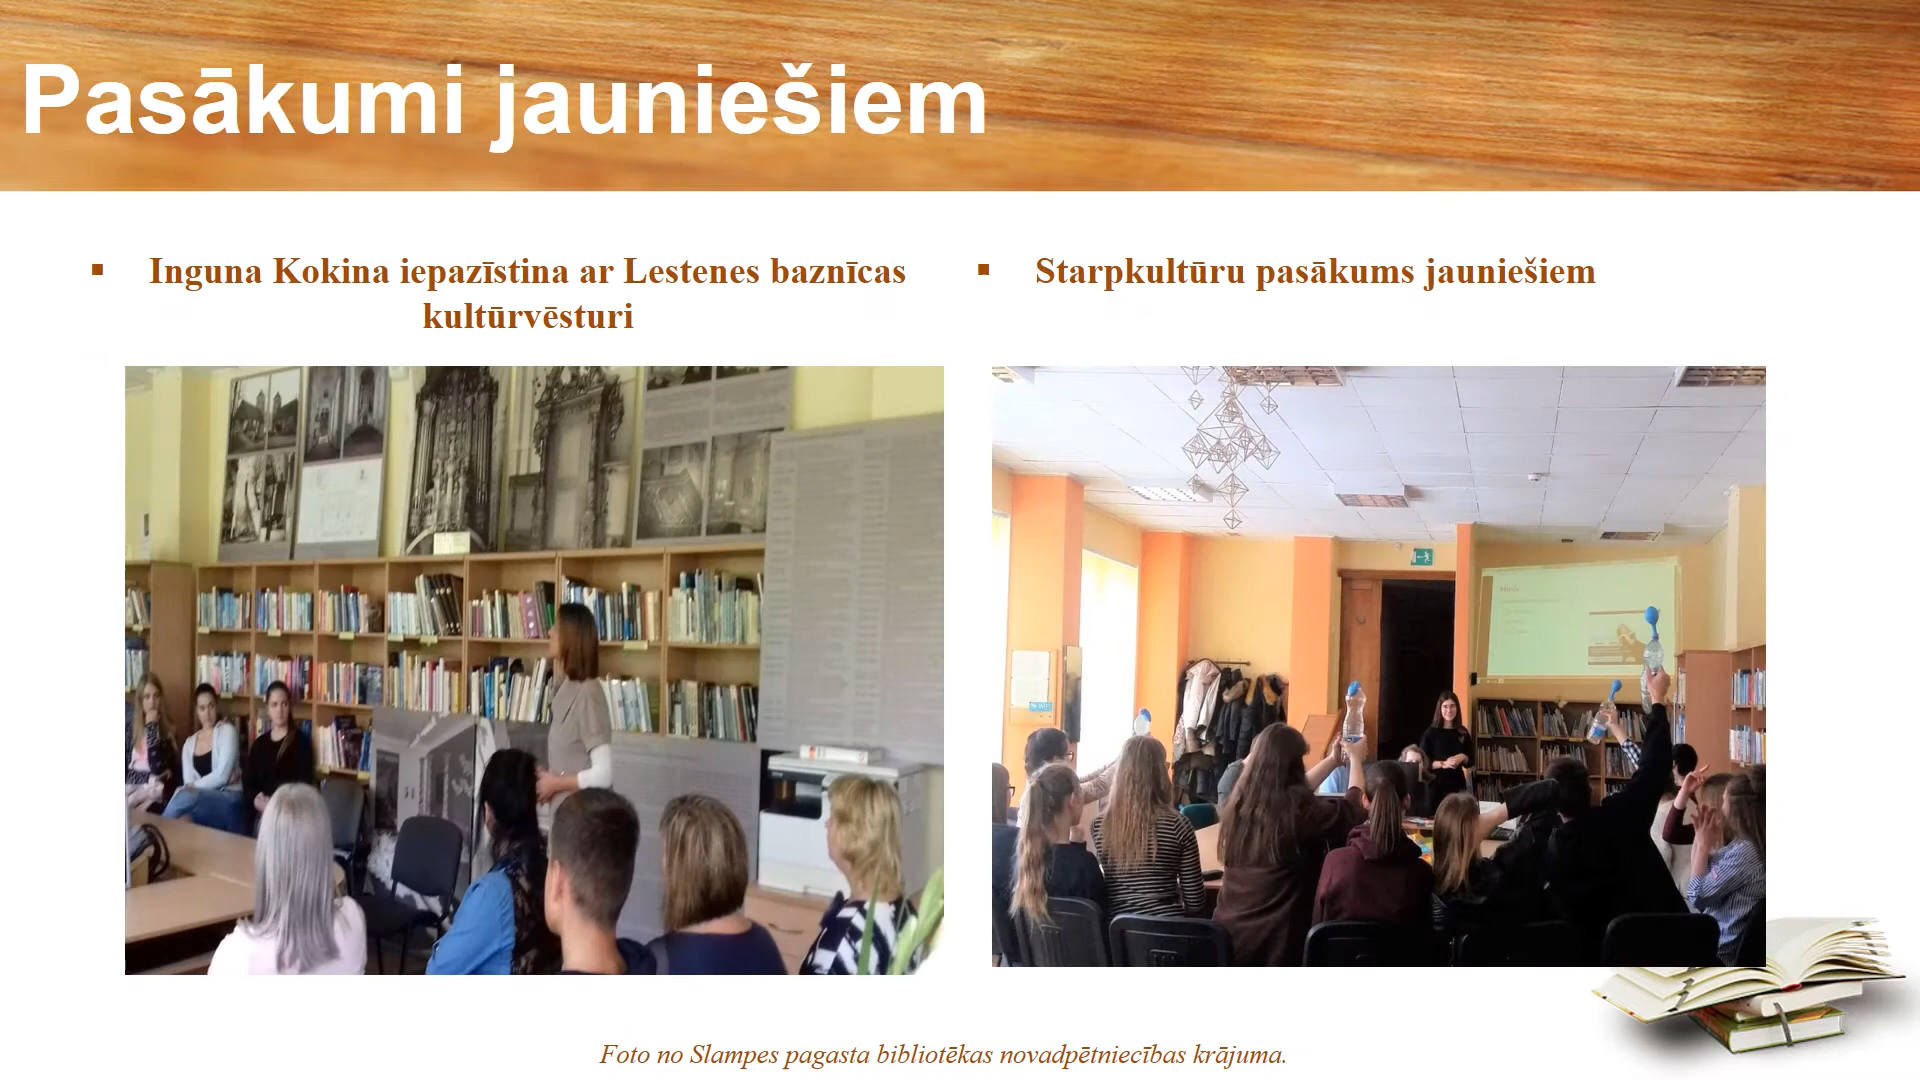 Pasākumi jauniešiem
▪ Inguna Kokina iepazīstina ar Lestenes baznīcas
kultūrvēsturi
▪ Starpkultūru pasākums jauniešiem
Foto no Slampes pagasta bibliotēkas novadpētniecības krājuma.